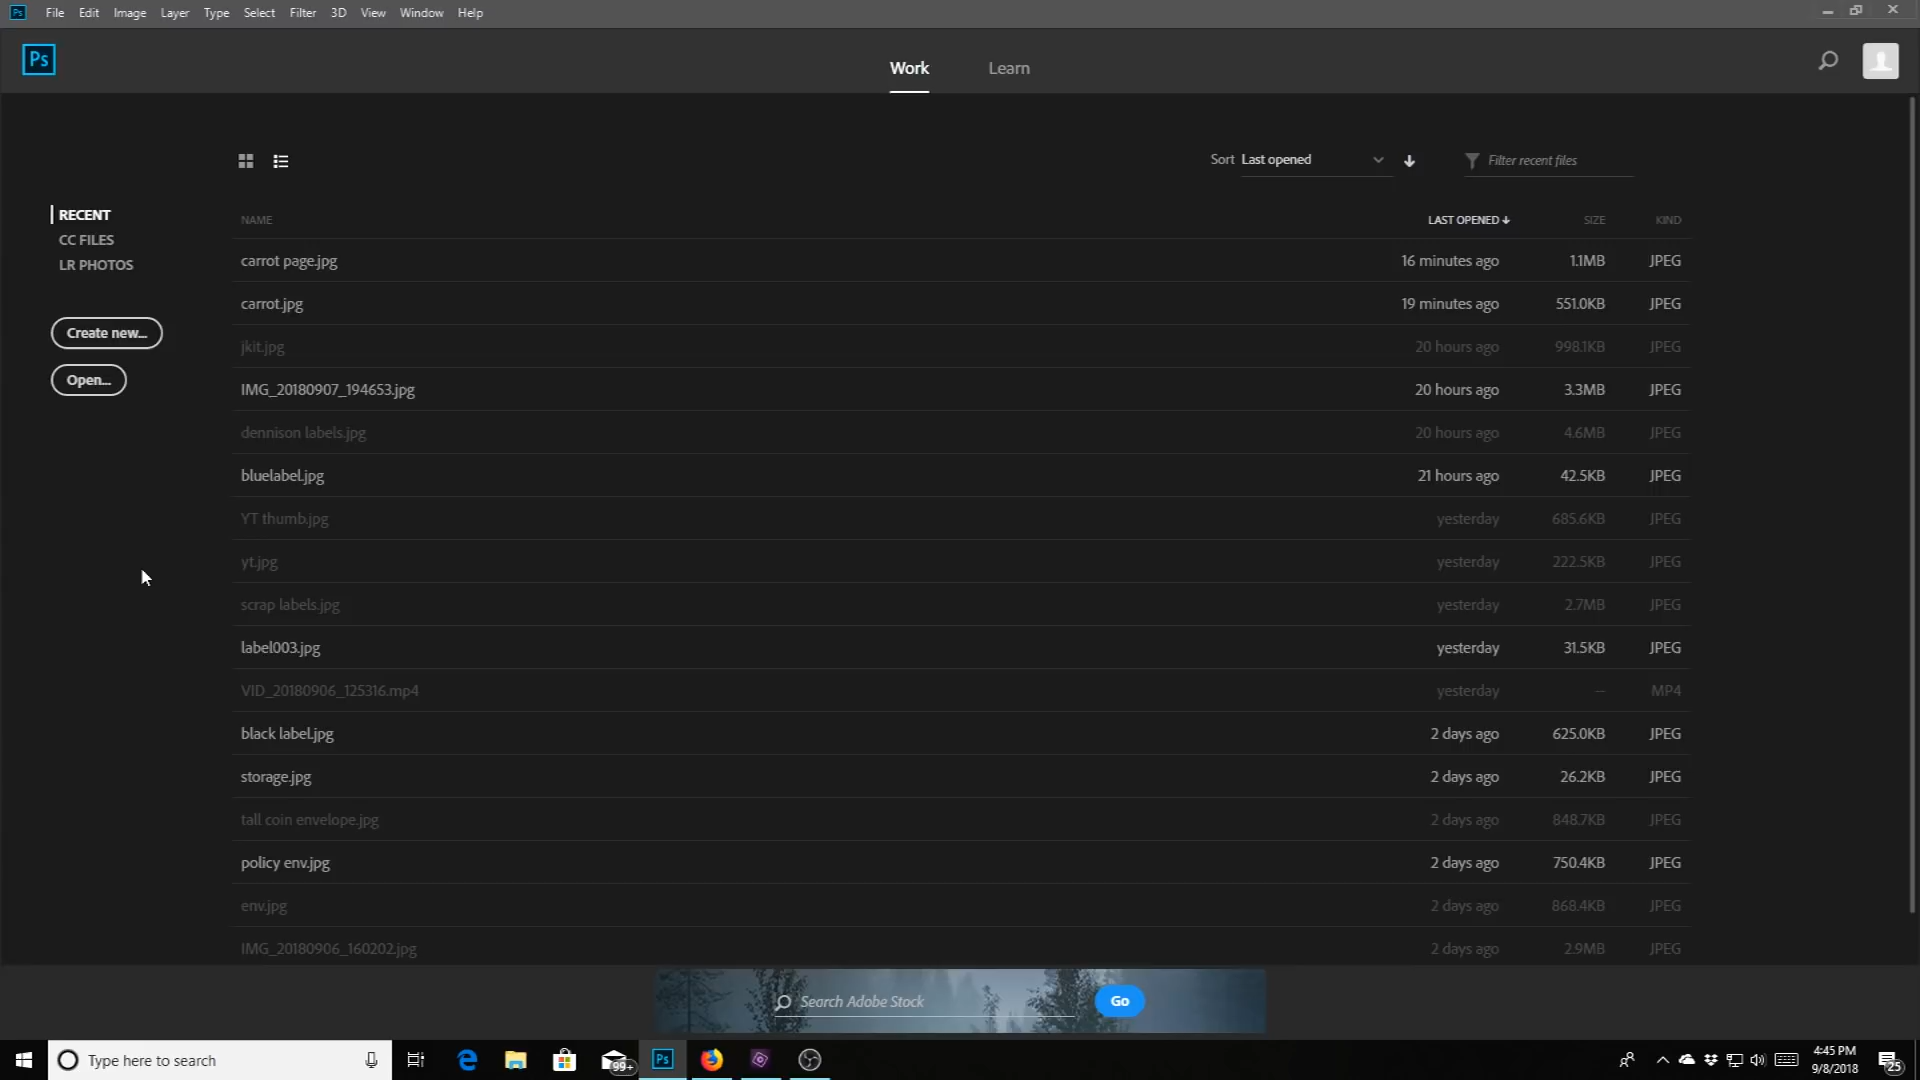 Ps File Edit Image Layer Type Select Filter 3D View Window Help
Ps Work Learn
Sort Last opened Filter recent files
RECENT
CC FILES
LR PHOTOS
Create new...
Open...
NAME LAST OPENED SIZE KIND
carrot page.jpg 16 minutes ago 1.1MB JPEG
carrot.jpg 19 minutes ago 551.0KB JPEG
jkit.jpg 20 hours ago 998.1KB JPEG
IMG_20180907_194653.jpg 20 hours ago 3.3MB JPEG
dennison labels.jpg 20 hours ago 4.6MB JPEG
bluelabel.jpg 21 hours ago 42.5KB JPEG
YT thumb.jpg yesterday 685.6KB JPEG
yt.jpg yesterday 222.5KB JPEG
scrap labels.jpg yesterday 2.7MB JPEG
label003.jpg yesterday 31.5KB JPEG
VID_20180906_125316.mp4 yesterday – MP4
black label.jpg 2 days ago 625.0KB JPEG
storage.jpg 2 days ago 26.2KB JPEG
tall coin envelope.jpg 2 days ago 848.7KB JPEG
policy env.jpg 2 days ago 750.4KB JPEG
env.jpg 2 days ago 868.4KB JPEG
IMG_20180906_160202.jpg 2 days ago 2.9MB JPEG
Search Adobe Stock Go
Type here to search 99+ Ps 4:45 PM
9/8/2018 25